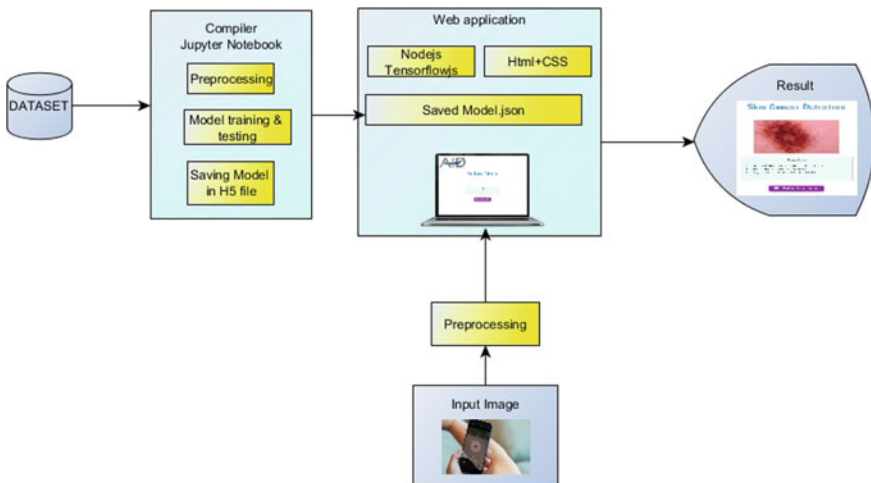 DATASET
Compiler
Jupyter Notebook
Preprocessing
Model training &
testing
Saving Model
in H5 file
Web application
Nodejs
Tensorflowjs
Html+CSS
Saved Model.json
Result
Skin Cancer Detection
Preprocessing
Input Image